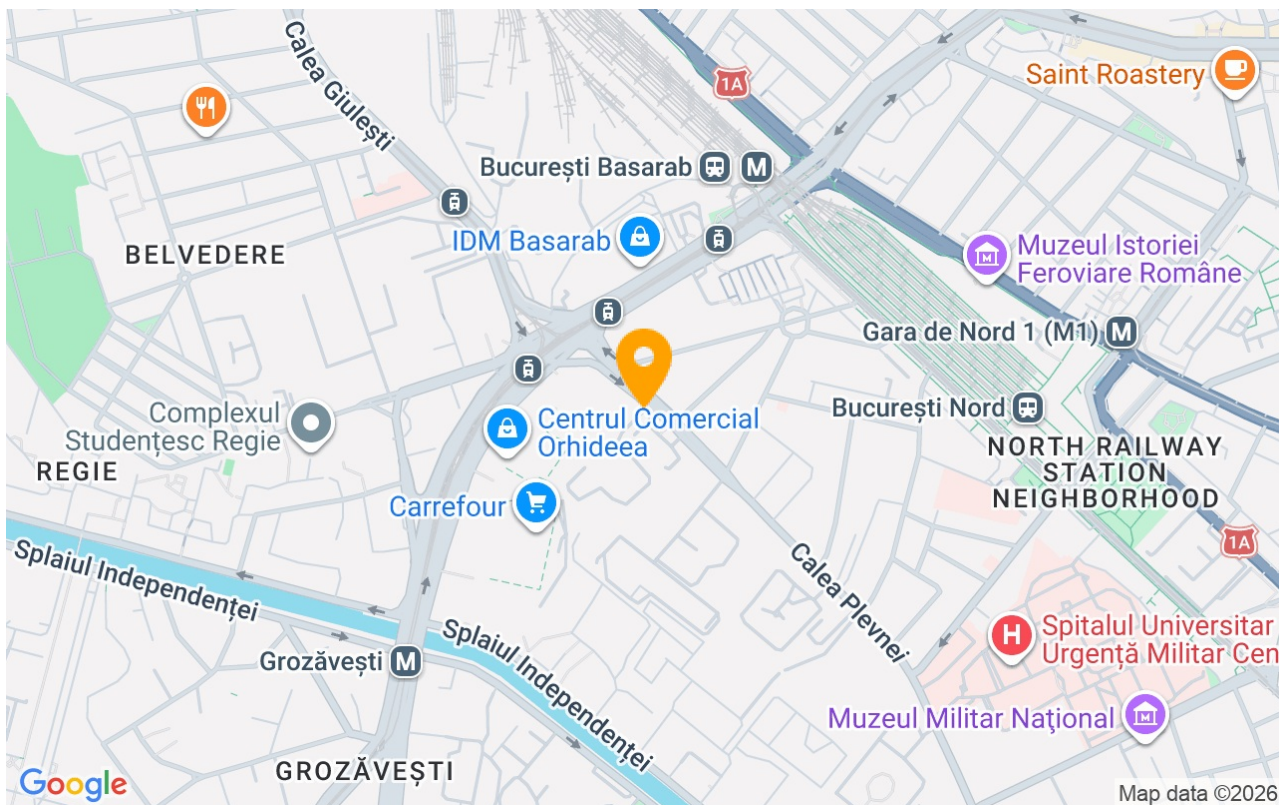 Calea Giulești
1A
Saint Roastery
București Basarab
M
IDM Basarab
BELVEDERE
Muzeul Istoriei
Feroviare Române
Gara de Nord 1 (M1)
M
București Nord
Complexul
Studențesc Regie
Centrul Comercial
Orhideea
REGIE
NORTH RAILWAY
STATION
NEIGHBORHOOD
Carrefour
1A
Splaiul Independenței
Calea Plevnei
H
Spitalul Universitar
Urgență Militar Cen
Grozăvești
M
Splaiul Independenței
Muzeul Militar Național
M
GROZĂVEȘTI
Google
Map data ©2026